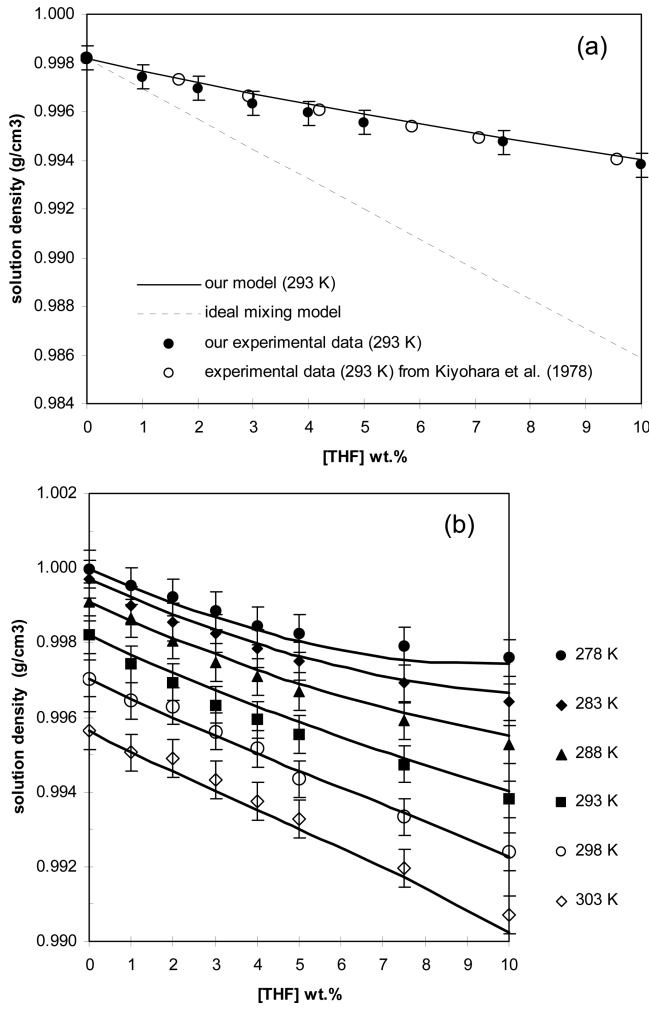 1.000
(a)
0.998
0.996
0.994
0.992
0.990
0.988
0.986
0.984
solution density (g/cm3)
our model (293 K)
ideal mixing model
our experimental data (293 K)
experimental data (293 K) from Kiyohara et al. (1978)
0 1 2 3 4 5 6 7 8 9 10
[THF] wt.%
1.002
(b)
1.000
0.998
0.996
0.994
0.992
0.990
solution density (g/cm3)
278 K
283 K
288 K
293 K
298 K
303 K
0 1 2 3 4 5 6 7 8 9 10
[THF] wt.%